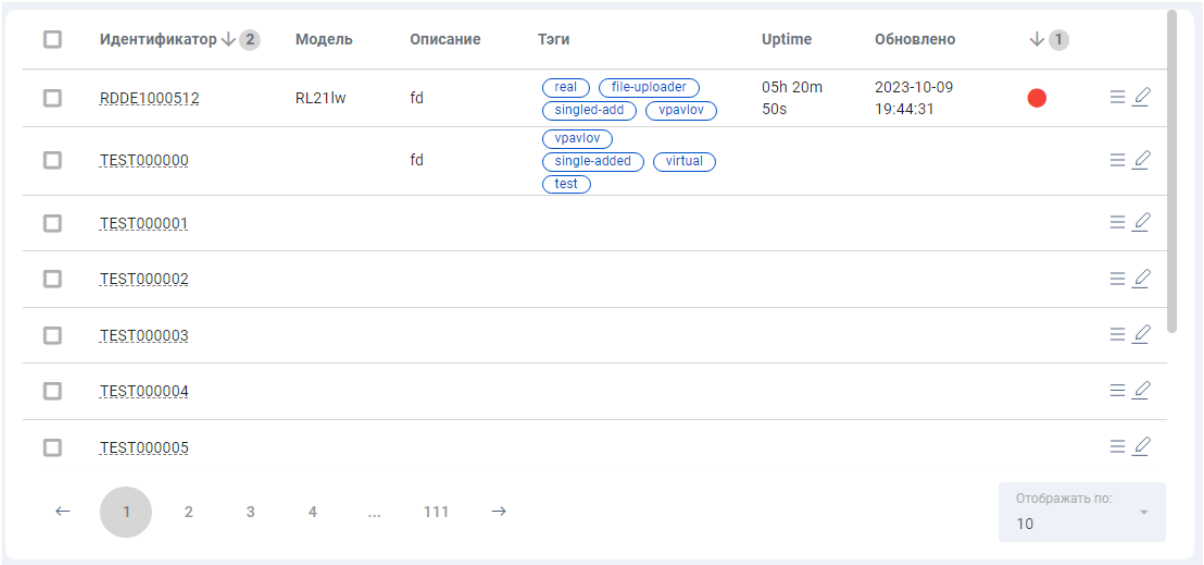 Идентификатор 2 Модель Описание Тэги Uptime Обновлено 1
real file-uploader
RDDE1000512 RL21lw fd 05h 20m 50s 2023-10-09 19:44:31
singled-add vpavlov
vpavlov
TEST000000 fd single-added virtual
test
TEST000001
TEST000002
TEST000003
TEST000004
TEST000005
Отображать по:
1 2 3 4 ... 111
10